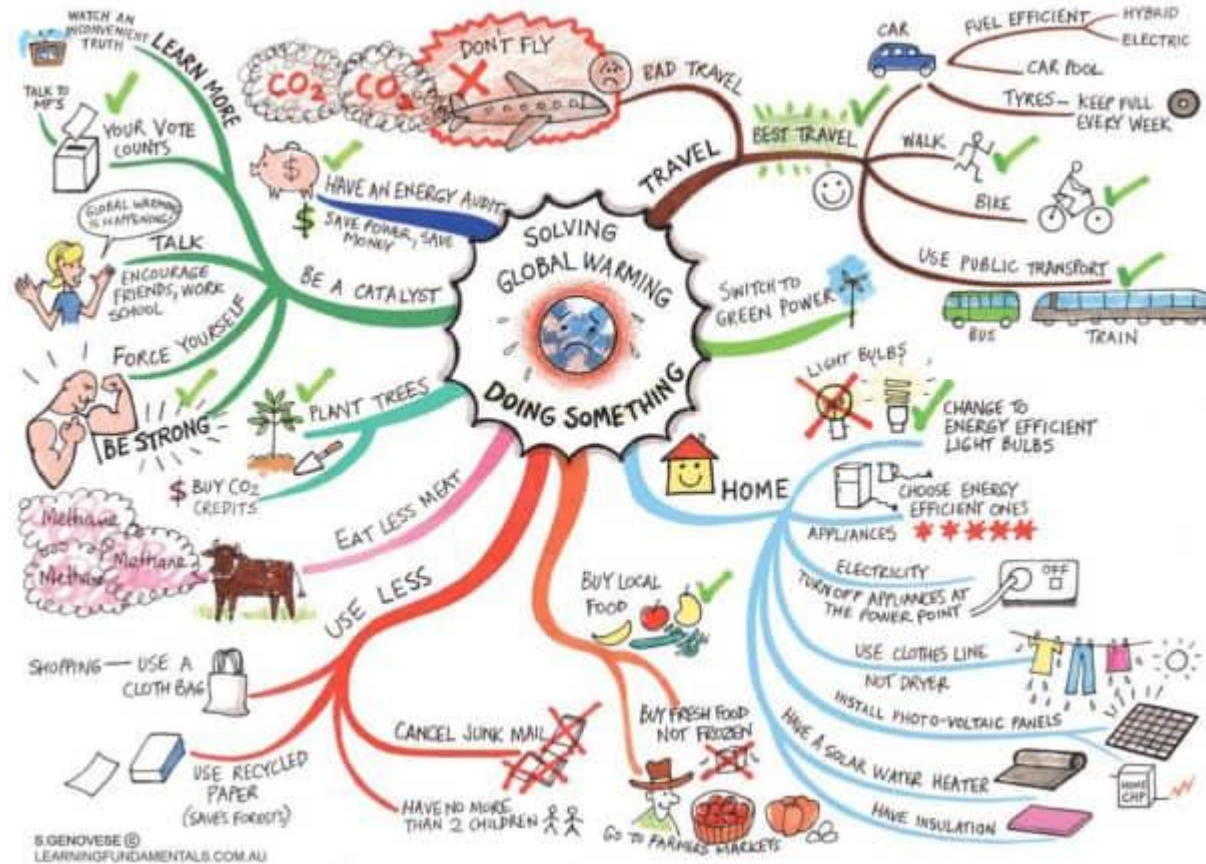 SOLVING
GLOBAL WARMING
DOING SOMETHING
TRAVEL
BAD TRAVEL
DON'T FLY
CO2
CO2
BEST TRAVEL
CAR
FUEL EFFICIENT
HYBRID
ELECTRIC
CAR POOL
TYRES — KEEP FULL
EVERY WEEK
WALK
BIKE
USE PUBLIC TRANSPORT
BUS
TRAIN
SWITCH TO
GREEN POWER
HOME
LIGHT BULBS
CHANGE TO
ENERGY EFFICIENT
LIGHT BULBS
APPLIANCES
CHOOSE ENERGY
EFFICIENT ONES
ELECTRICITY
TURN OFF APPLIANCES AT
THE POWER POINT
OFF
USE CLOTHES LINE
NOT DRYER
INSTALL PHOTO-VOLTAIC PANELS
HOME
CHP
HAVE A SOLAR WATER HEATER
HAVE INSULATION
BUY LOCAL
FOOD
BUY FRESH FOOD
NOT FROZEN
GO TO FARMERS MARKETS
USE LESS
SHOPPING — USE A
CLOTH BAG
USE RECYCLED
PAPER
(SAVES FORESTS)
CANCEL JUNK MAIL
HAVE NO MORE
THAN 2 CHILDREN
EAT LESS MEAT
Methane
Methane
Methane
PLANT TREES
$ BUY CO2
CREDITS
BE A CATALYST
LEARN MORE
WATCH AN
INCONVENIENT
TRUTH
TALK TO
MP'S
YOUR VOTE
COUNTS
GLOBAL WARMING
IS HAPPENING!
TALK
ENCOURAGE
FRIENDS, WORK
SCHOOL
FORCE YOURSELF
BE STRONG
HAVE AN ENERGY AUDIT
$ SAVE POWER, SAVE
MONEY
$
S.GENOVESE ©
LEARNINGFUNDAMENTALS.COM.AU